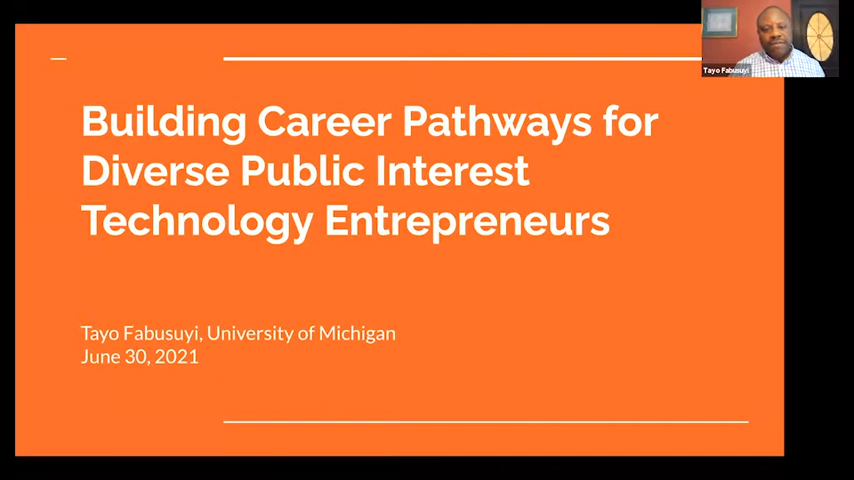 Tayo Fabusuyi
Building Career Pathways for
Diverse Public Interest
Technology Entrepreneurs
Tayo Fabusuyi, University of Michigan
June 30, 2021